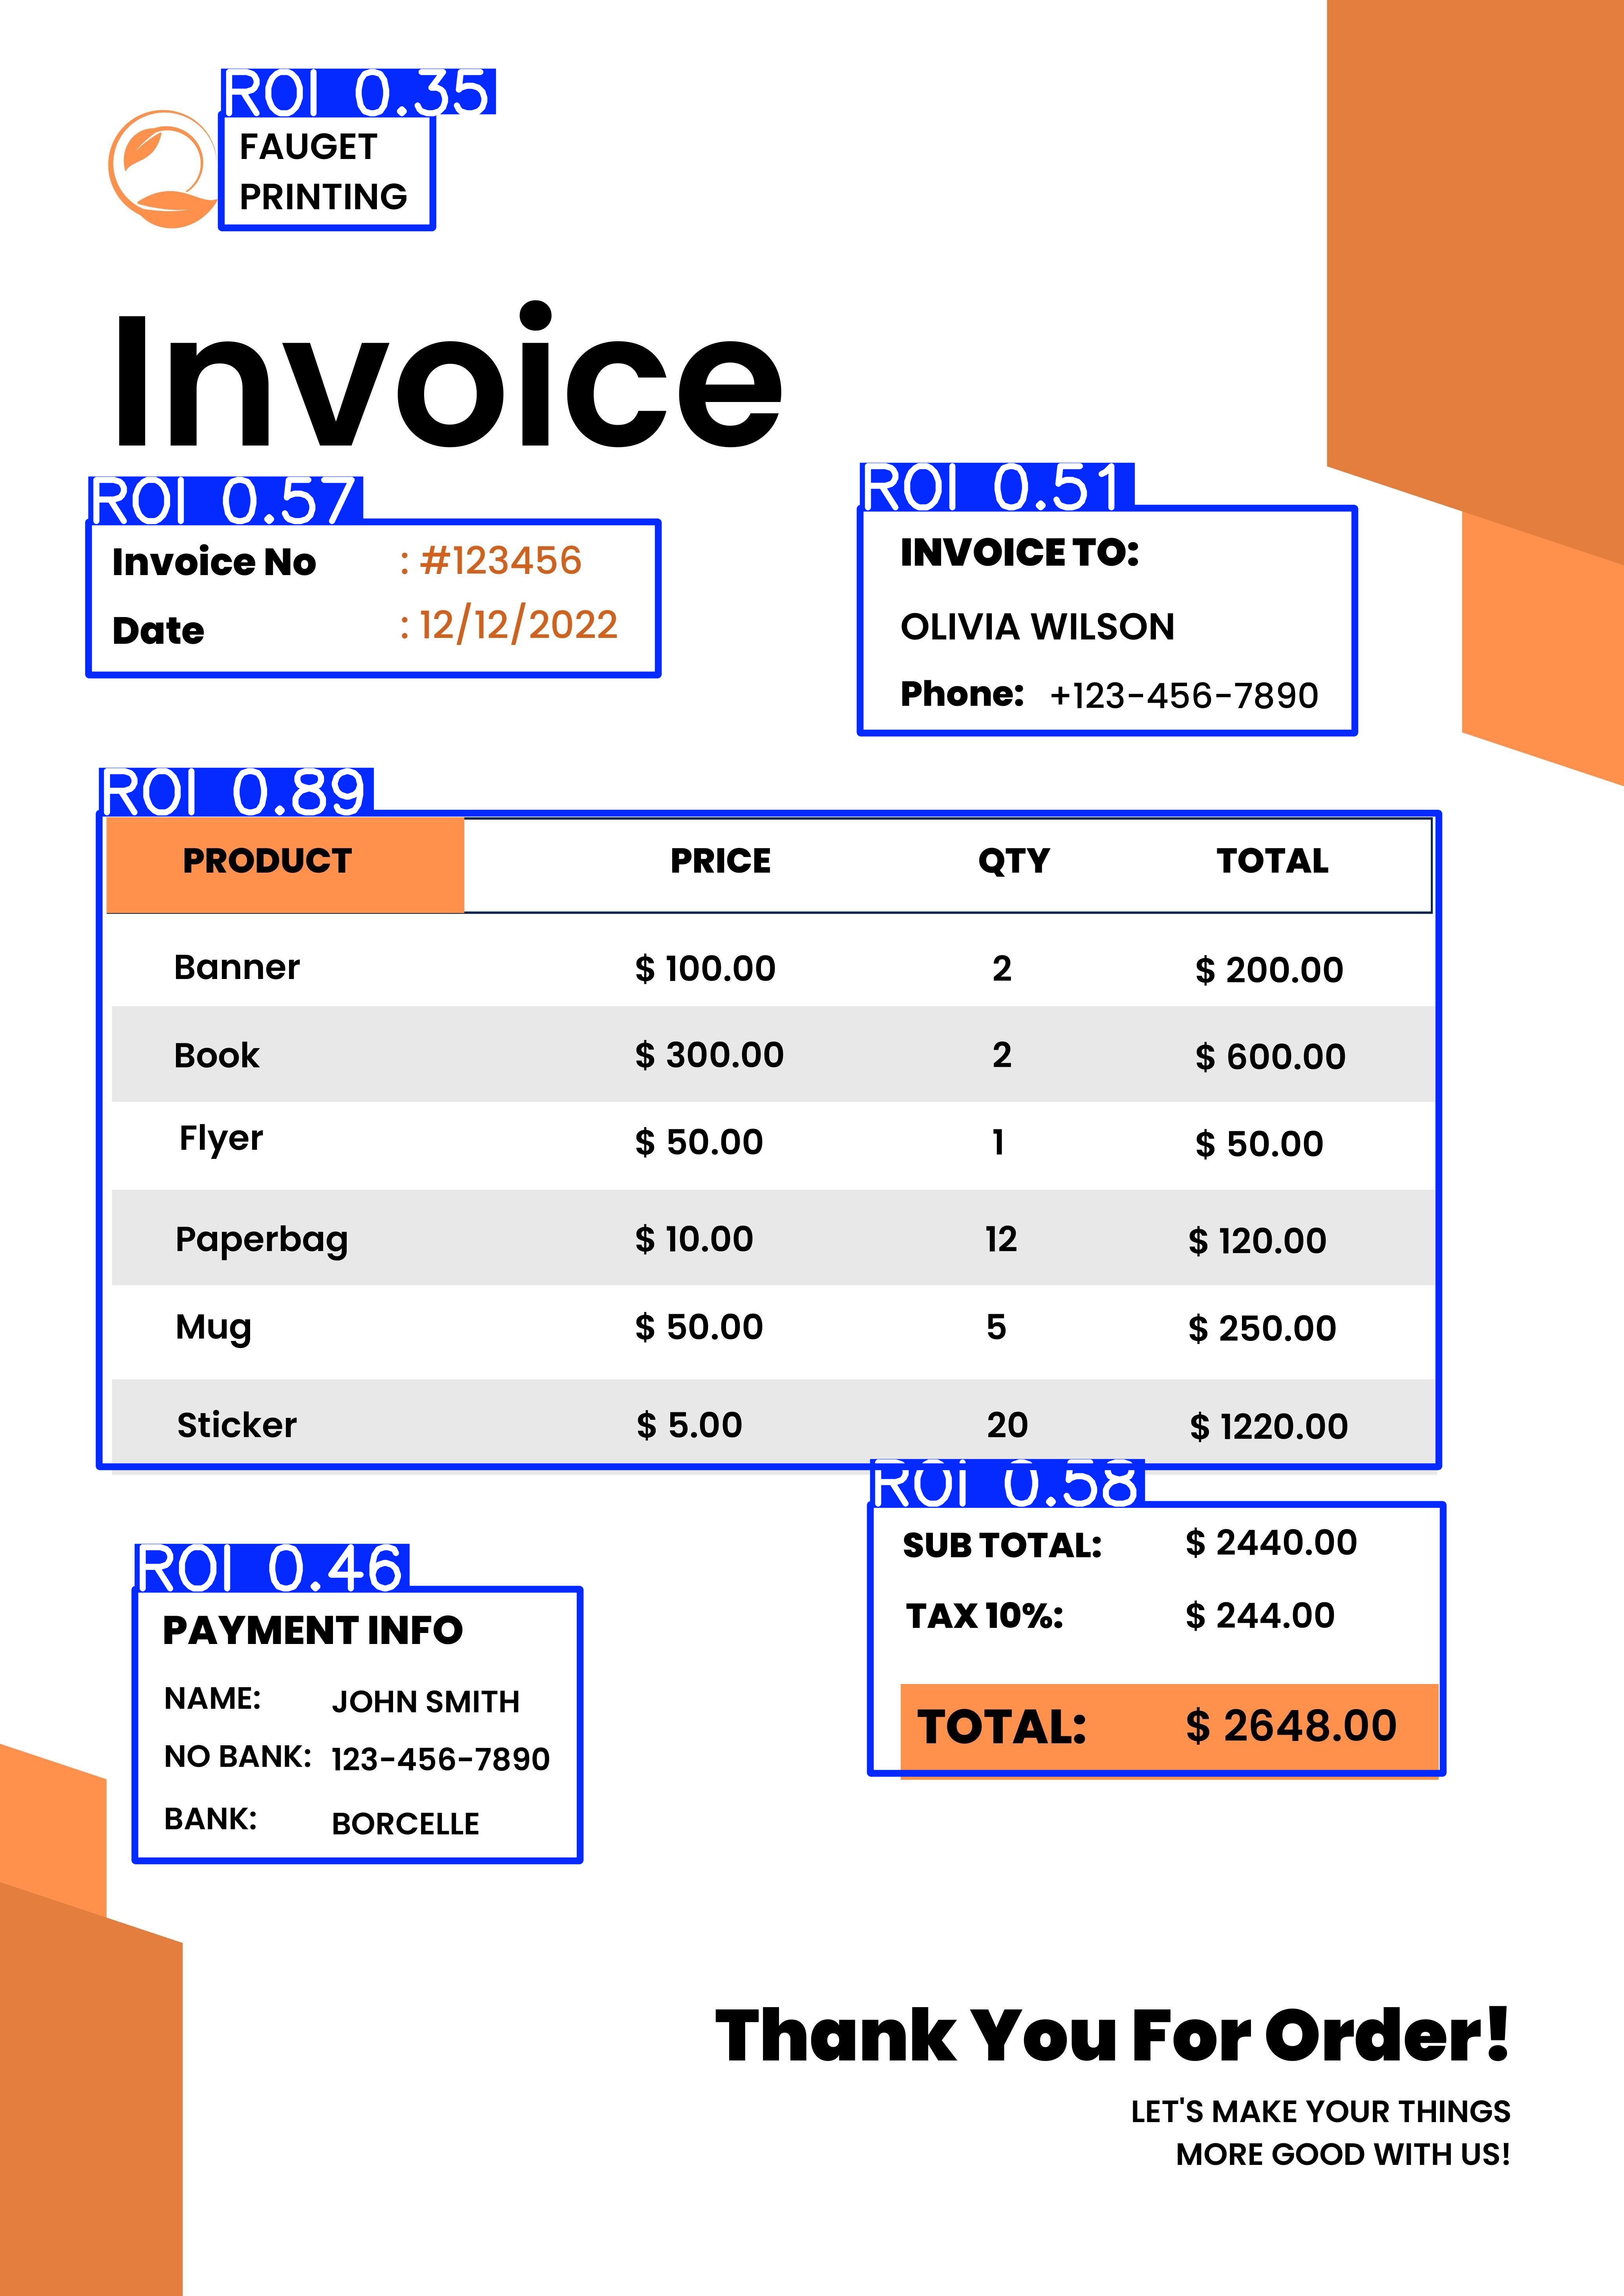 ROI 0.35
FAUGET
PRINTING
Invoice
ROI 0.57
Invoice No : #123456
Date : 12/12/2022
ROI 0.51
INVOICE TO:
OLIVIA WILSON
Phone: +123-456-7890
ROI 0.89
PRODUCT PRICE QTY TOTAL
Banner $ 100.00 2 $ 200.00
Book $ 300.00 2 $ 600.00
Flyer $ 50.00 1 $ 50.00
Paperbag $ 10.00 12 $ 120.00
Mug $ 50.00 5 $ 250.00
Sticker $ 5.00 20 $ 1220.00
ROI 0.58
SUB TOTAL: $ 2440.00
TAX 10%: $ 244.00
TOTAL: $ 2648.00
ROI 0.46
PAYMENT INFO
NAME: JOHN SMITH
NO BANK: 123-456-7890
BANK: BORCELLE
Thank You For Order!
LET'S MAKE YOUR THINGS
MORE GOOD WITH US!